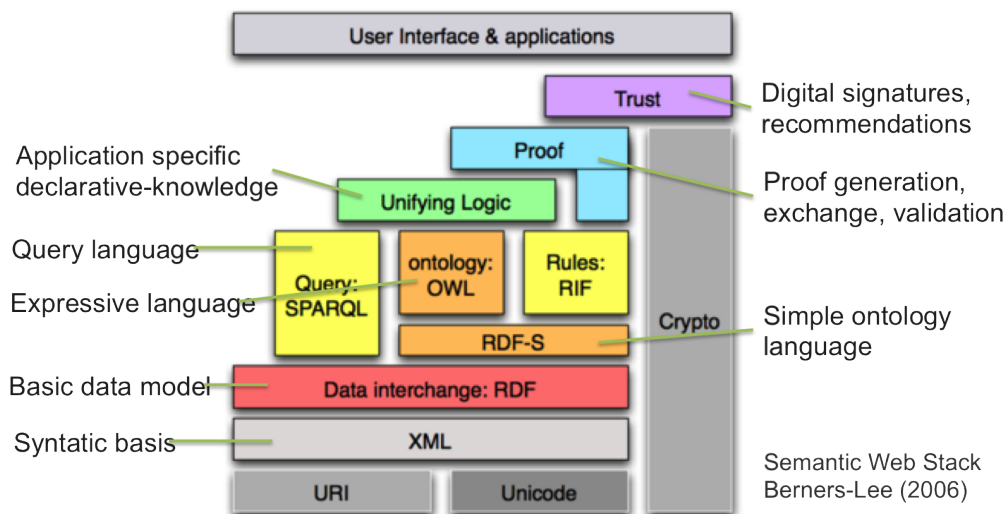 User Interface & applications
Trust
Digital signatures,
recommendations
Proof
Application specific
declarative-knowledge
Proof generation,
exchange, validation
Unifying Logic
Query language
ontology:
OWL
Rules:
RIF
Query:
SPARQL
Expressive language
Crypto
Simple ontology
language
RDF-S
Basic data model
Data interchange: RDF
Syntatic basis
XML
Semantic Web Stack
Berners-Lee (2006)
URI
Unicode